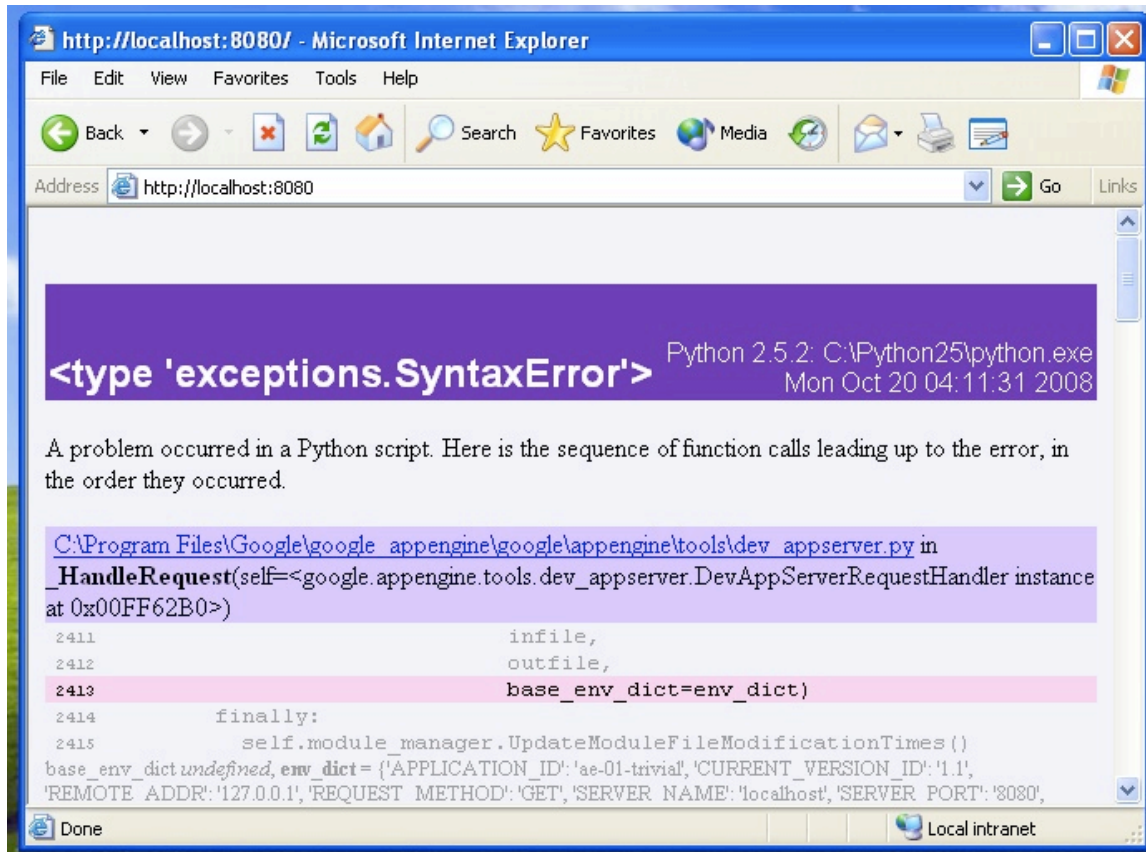 http://localhost:8080/ - Microsoft Internet Explorer
File Edit View Favorites Tools Help
Back Search Favorites Media
Address http://localhost:8080 Go Links
<type 'exceptions.SyntaxError'>
Python 2.5.2: C:\Python25\python.exe
Mon Oct 20 04:11:31 2008
A problem occurred in a Python script. Here is the sequence of function calls leading up to the error, in
the order they occurred.
C:\Program Files\Google\google_appengine\google\appengine\tools\dev_appserver.py in
_HandleRequest(self=<google.appengine.tools.dev_appserver.DevAppServerRequestHandler instance
at 0x00FF62B0>)
2411 infile,
2412 outfile,
2413 base_env_dict=env_dict)
2414 finally:
2415 self.module_manager.UpdateModuleFileModificationTimes()
base_env_dict undefined, env_dict = {'APPLICATION_ID': 'ae-01-trivial', 'CURRENT_VERSION_ID': '1.1',
'REMOTE_ADDR': '127.0.0.1', 'REQUEST_METHOD': 'GET', 'SERVER_NAME': 'localhost', 'SERVER_PORT': '8080',
Done Local intranet